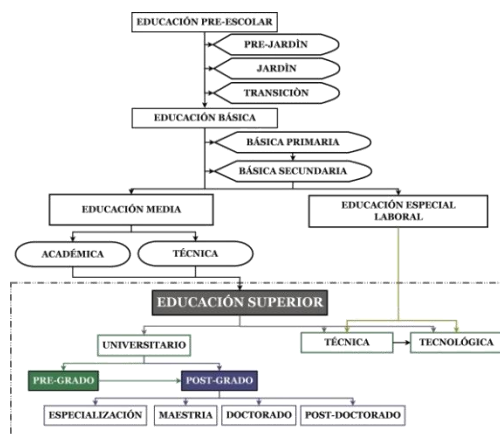 EDUCACIÓN PRE-ESCOLAR
PRE-JARDÌN
JARDÌN
TRANSICIÒN
EDUCACIÓN BÁSICA
BÁSICA PRIMARIA
BÁSICA SECUNDARIA
EDUCACIÓN MEDIA
EDUCACIÓN ESPECIAL
LABORAL
ACADÉMICA
TÉCNICA
EDUCACIÓN SUPERIOR
UNIVERSITARIO
TÉCNICA
TECNOLÓGICA
PRE-GRADO
POST-GRADO
ESPECIALIZACIÓN
MAESTRIA
DOCTORADO
POST-DOCTORADO